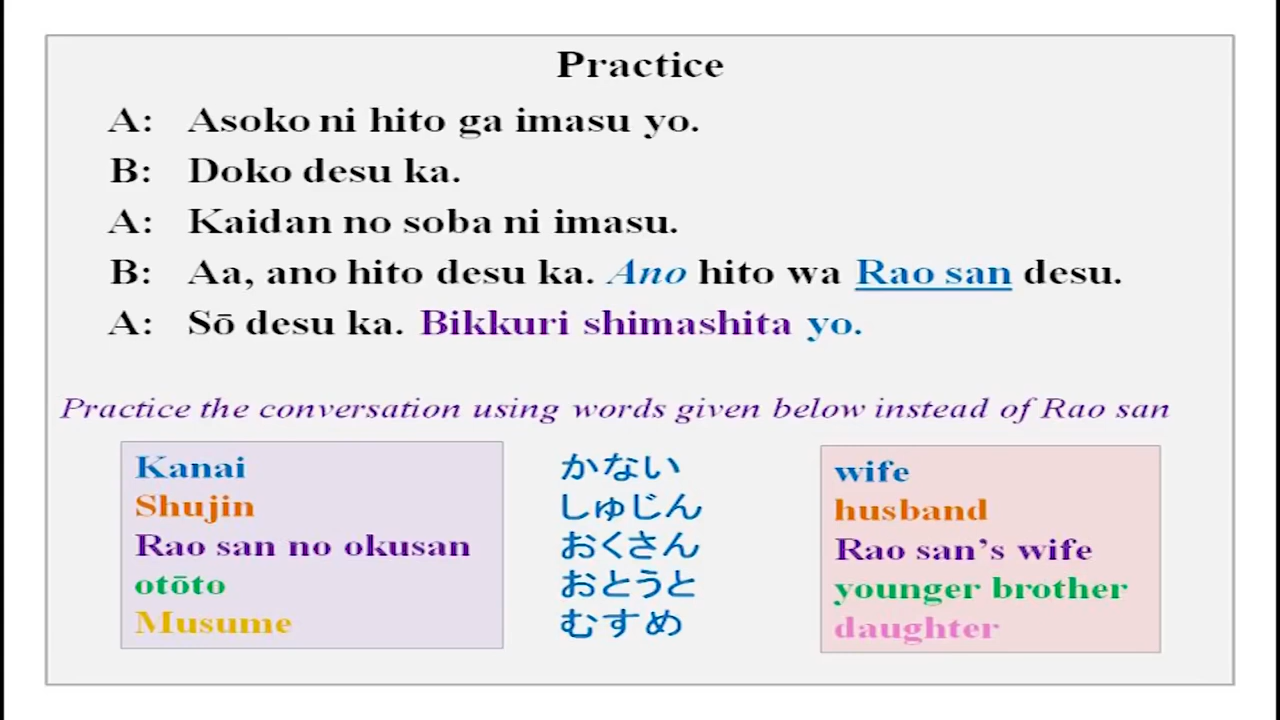 Practice
A: Asoko ni hito ga imasu yo.
B: Doko desu ka.
A: Kaidan no soba ni imasu.
B: Aa, ano hito desu ka. Ano hito wa Rao san desu.
A: Sō desu ka. Bikkuri shimashita yo.
Practice the conversation using words given below instead of Rao san
Kanai かない wife
Shujin しゅじん husband
Rao san no okusan おくさん Rao san's wife
otōto おとうと younger brother
Musume むすめ daughter